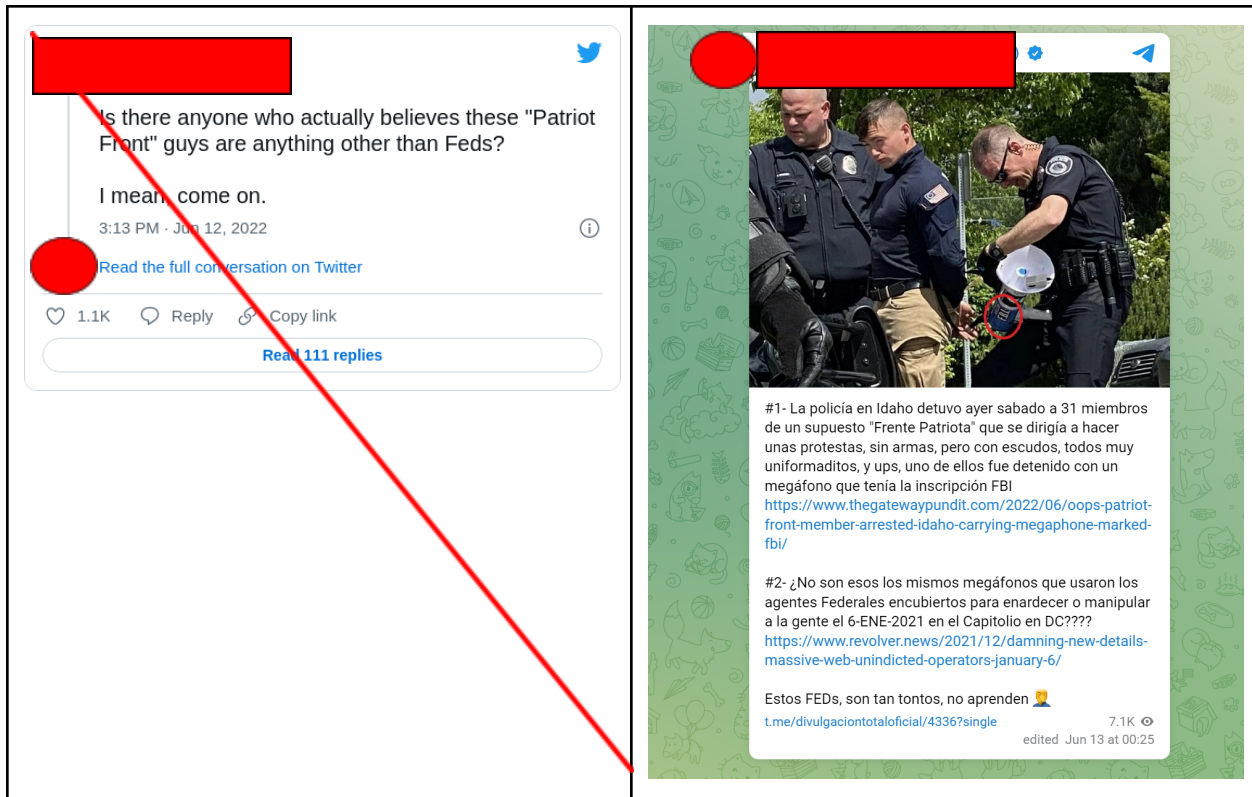 Is there anyone who actually believes these "Patriot
Front" guys are anything other than Feds?
I mean, come on.
3:13 PM · Jun 12, 2022
Read the full conversation on Twitter
1.1K Reply Copy link
Read 111 replies
#1- La policía en Idaho detuvo ayer sabado a 31 miembros
de un supuesto "Frente Patriota" que se dirigía a hacer
unas protestas, sin armas, pero con escudos, todos muy
uniformaditos, y ups, uno de ellos fue detenido con un
megáfono que tenía la inscripción FBI
https://www.thegatewaypundit.com/2022/06/oops-patriot-
front-member-arrested-idaho-carrying-megaphone-marked-
fbi/
#2- ¿No son esos los mismos megáfonos que usaron los
agentes Federales encubiertos para enardecer o manipular
a la gente el 6-ENE-2021 en el Capitolio en DC????
https://www.revolver.news/2021/12/damning-new-details-
massive-web-unindicted-operators-january-6/
Estos FEDs, son tan tontos, no aprenden 🤦
t.me/divulgaciontotaloficial/4336?single 7.1K
edited Jun 13 at 00:25